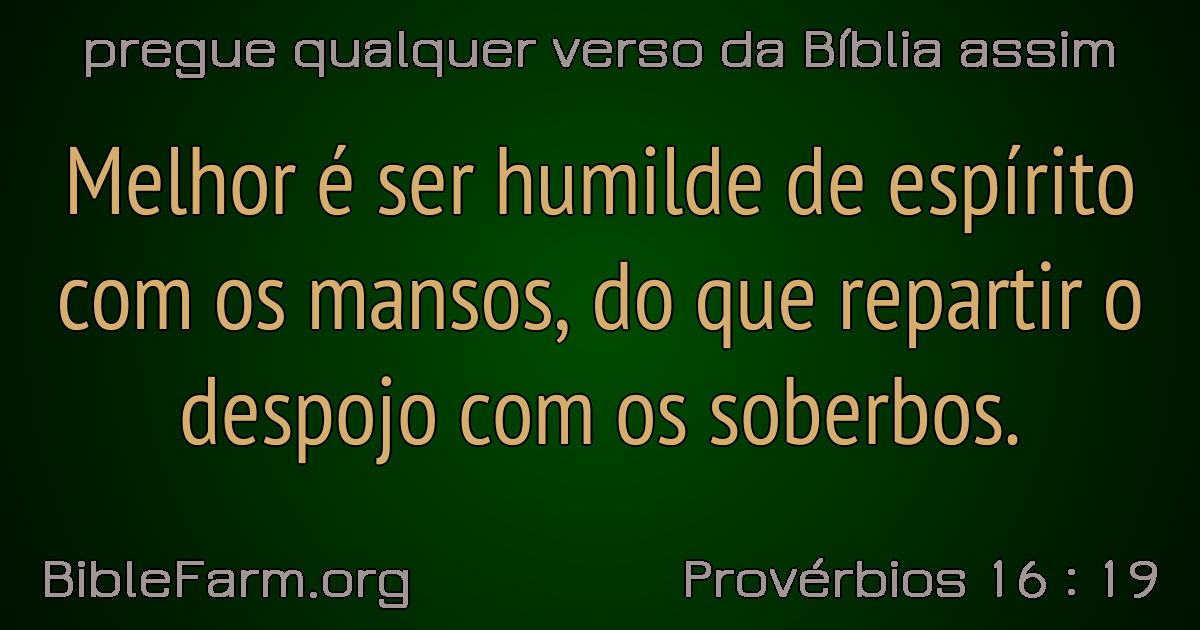 pregue qualquer verso da Bíblia assim
Melhor é ser humilde de espírito
com os mansos, do que repartir o
despojo com os soberbos.
BibleFarm.org
Provérbios 16 : 19